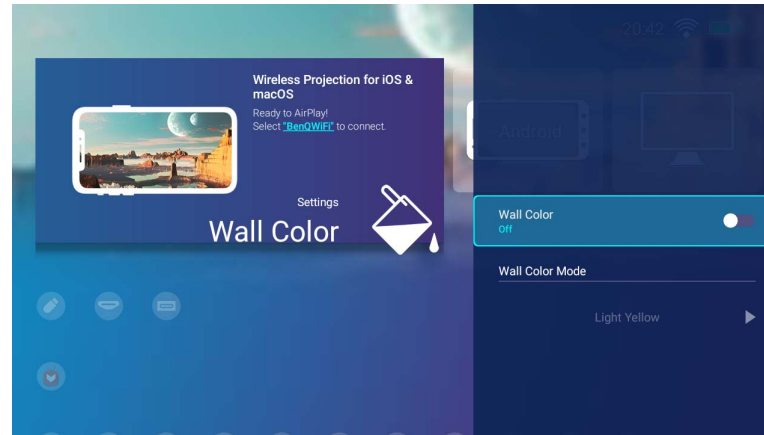 20:42
Wireless Projection for iOS &
macOS
Ready to AirPlay!
Select "BenQWiFi" to connect.
Android
Settings
Wall Color
Wall Color
Off
Wall Color Mode
Light Yellow